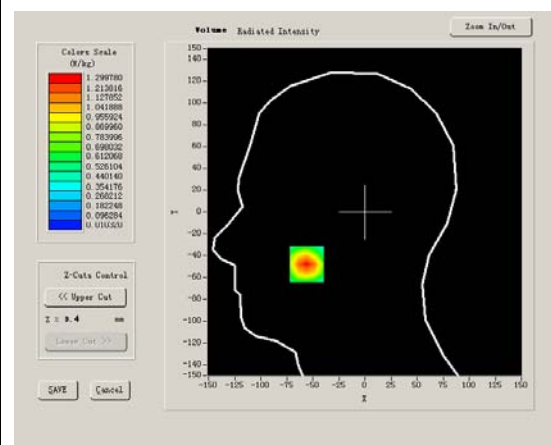 Volume Radiated Intensity
Zoom In/Out
Colors Scale
(W/kg)
1.299780
1.213816
1.127852
1.041888
0.955924
0.869960
0.783996
0.698032
0.612068
0.526104
0.440140
0.354176
0.268212
0.182248
0.096284
Z-Cuts Control
<< Upper Cut
Z = mm
Lower Cut >>
SAVE
Cancel
150
140
120
100
80
60
40
20
0
-20
-40
-60
-80
-100
-120
-140
-150
Y
-150 -125 -100 -75 -50 -25 0 25 50 75 100 125 150
X